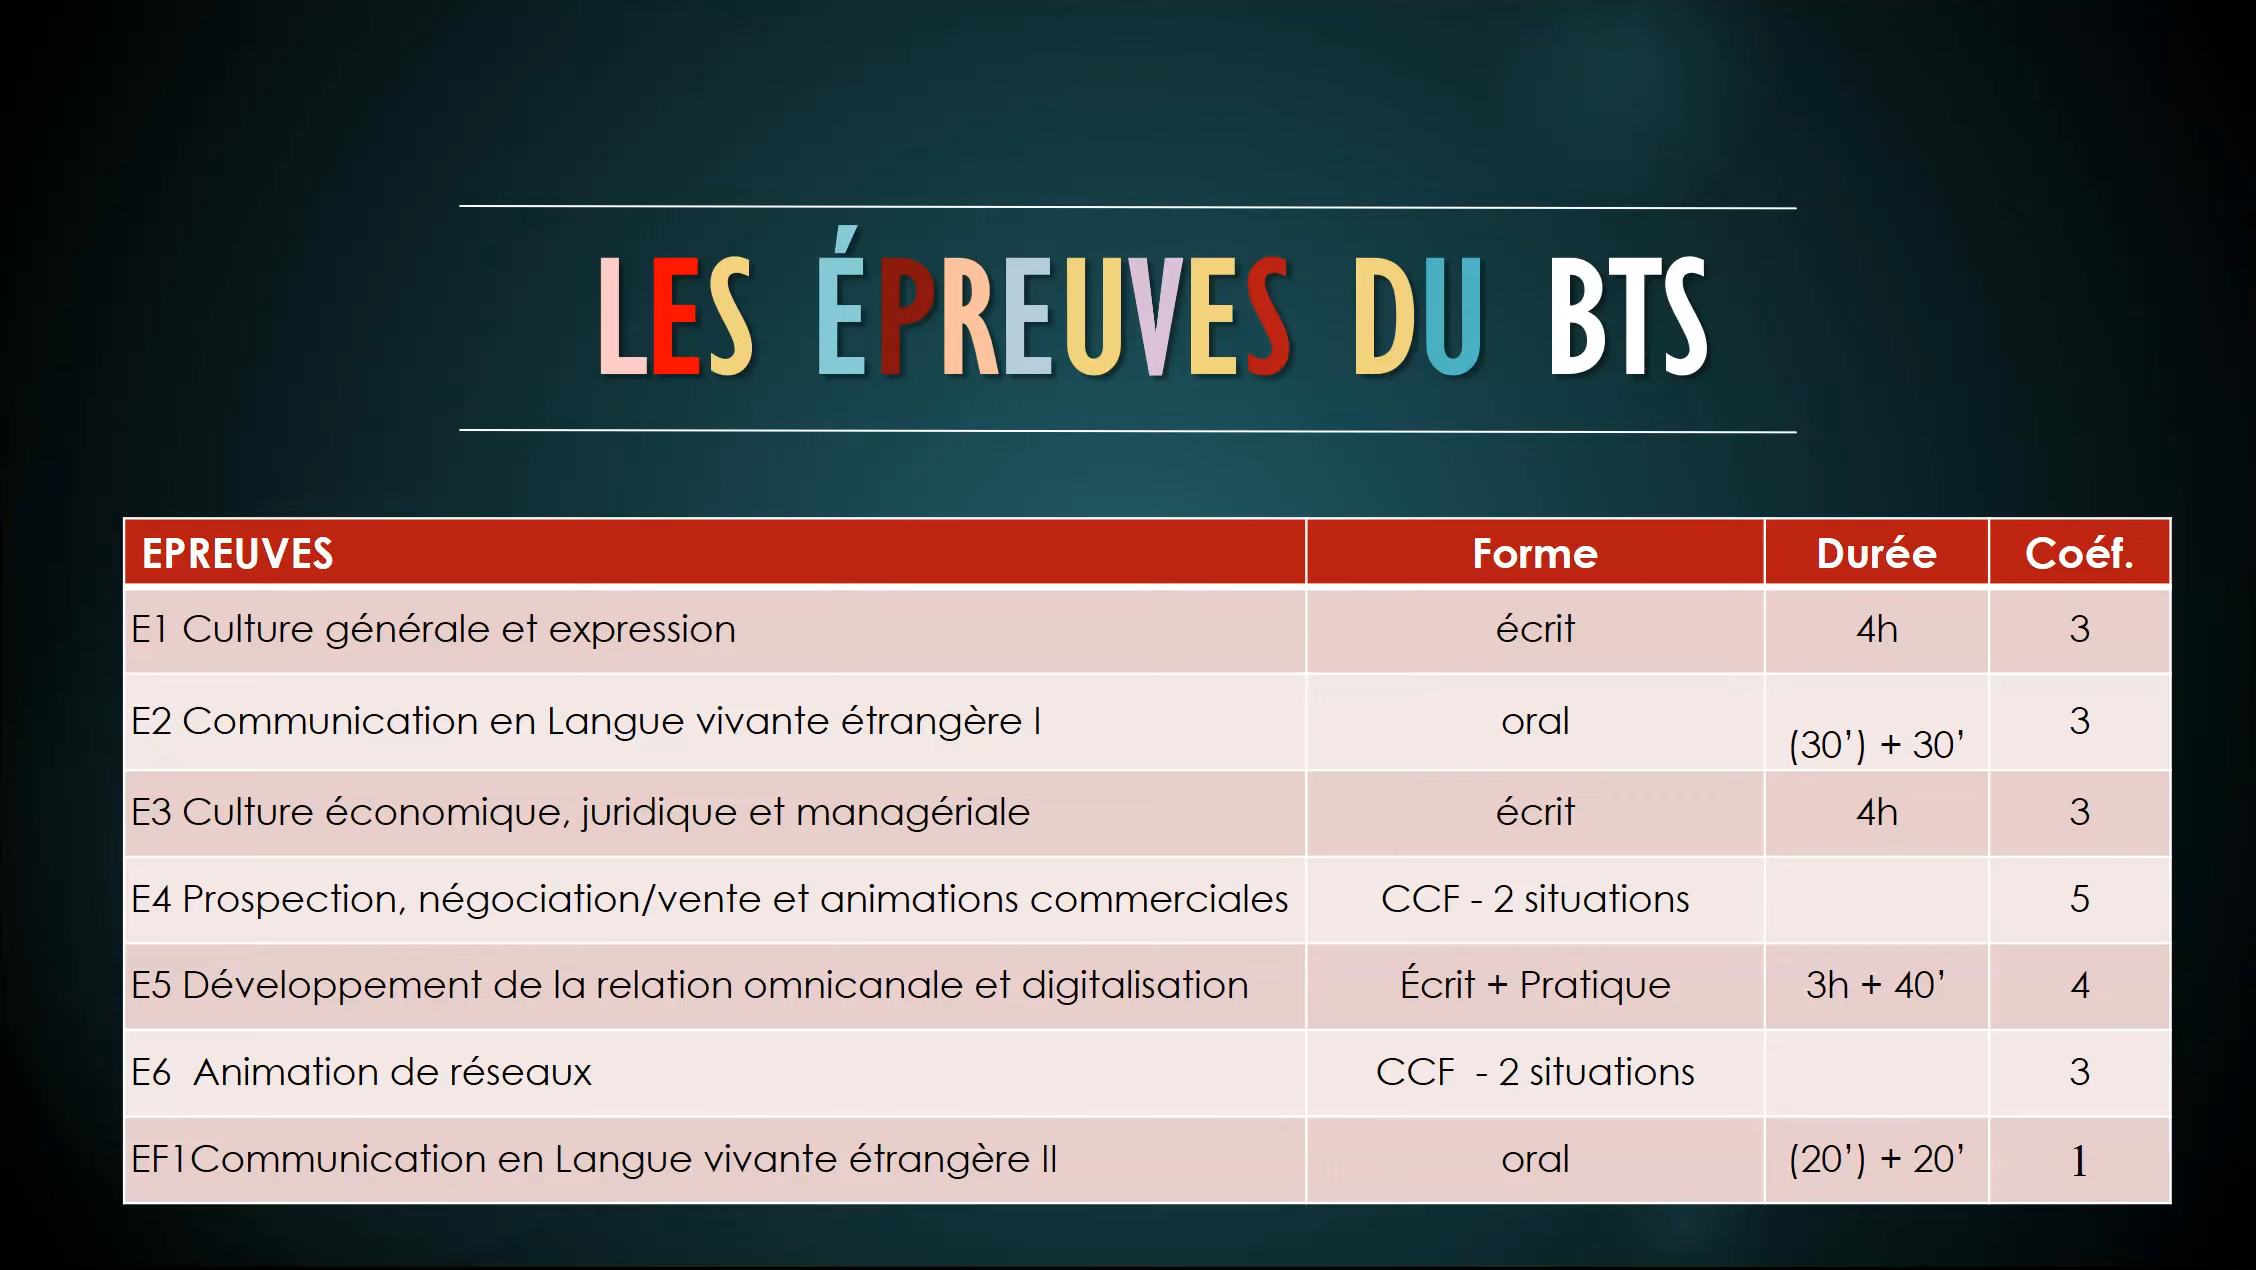 LES ÉPREUVES DU BTS
EPREUVES Forme Durée Coéf.
E1 Culture générale et expression écrit 4h 3
E2 Communication en Langue vivante étrangère I oral (30’) + 30’ 3
E3 Culture économique, juridique et managériale écrit 4h 3
E4 Prospection, négociation/vente et animations commerciales CCF - 2 situations 5
E5 Développement de la relation omnicanale et digitalisation Écrit + Pratique 3h + 40’ 4
E6 Animation de réseaux CCF - 2 situations 3
EF1Communication en Langue vivante étrangère II oral (20’) + 20’ 1